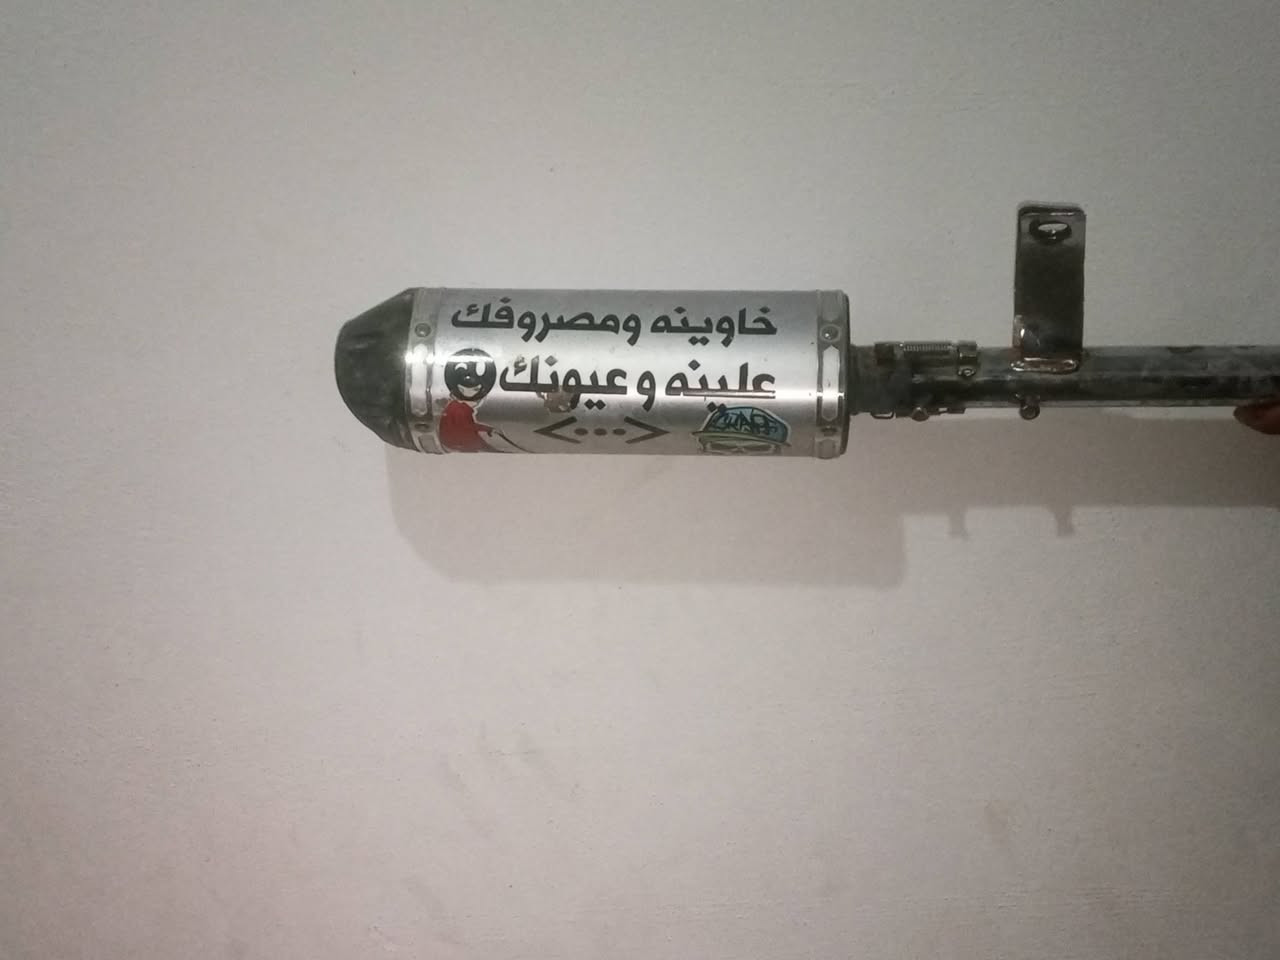 خاوينه ومصروفك
علينه وعيونك
<...>